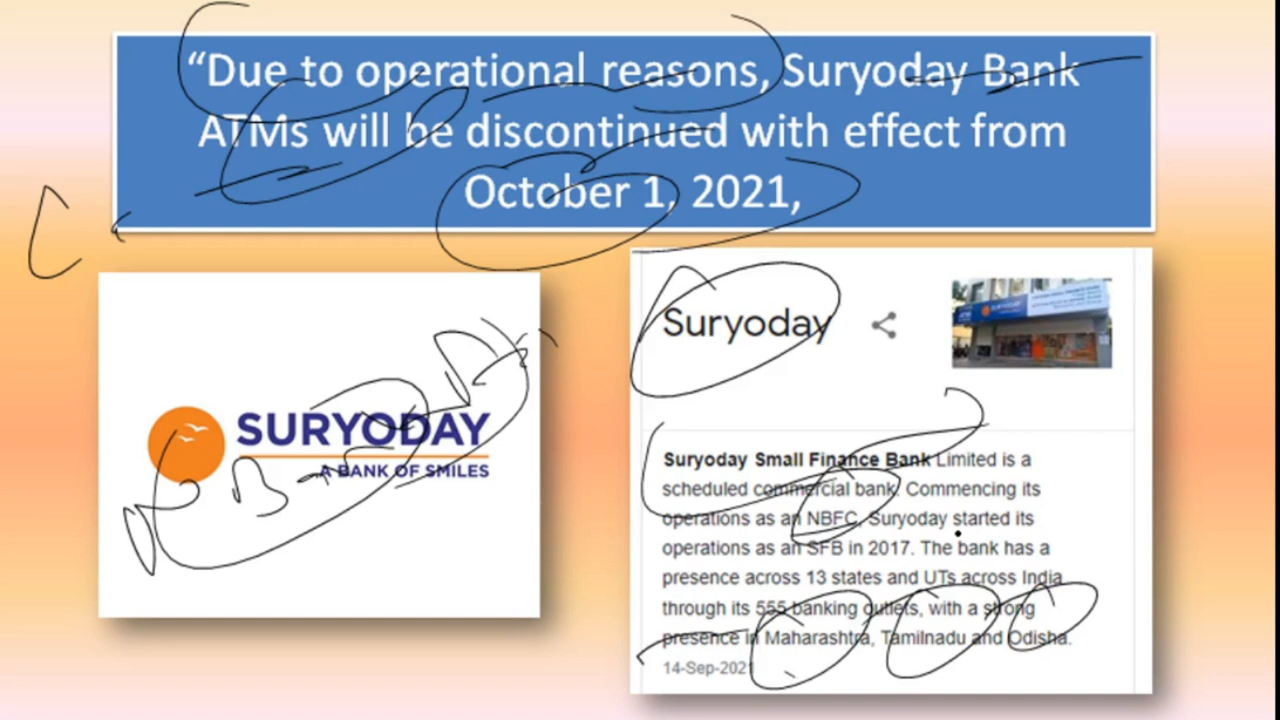 “Due to operational reasons, Suryoday Bank
ATMs will be discontinued with effect from
October 1, 2021,
SURYODAY
A BANK OF SMILES
Suryoday
Suryoday Small Finance Bank Limited is a
scheduled commercial bank. Commencing its
operations as an NBFC, Suryoday started its
operations as an SFB in 2017. The bank has a
presence across 13 states and UTs across India
through its 555 banking outlets, with a strong
presence in Maharashtra, Tamilnadu and Odisha.
14-Sep-2021